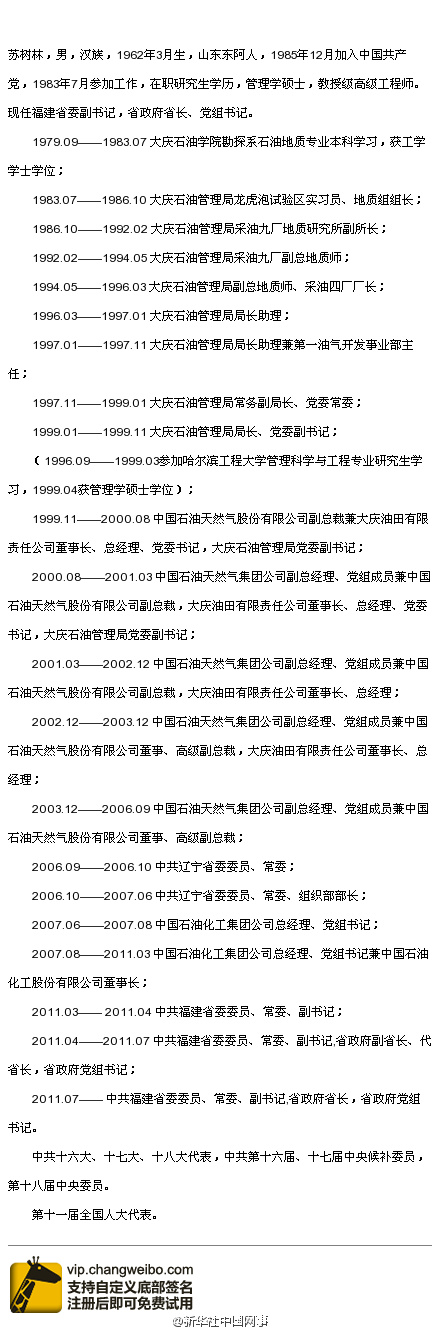 苏树林，男，汉族，1962年3月生，山东东阿人，1985年12月加入中国共产
党，1983年7月参加工作，在职研究生学历，管理学硕士，教授级高级工程师。
现任福建省委副书记，省政府省长、党组书记。
1979.09——1983.07 大庆石油学院勘探系石油地质专业本科学习，获工学
学士学位；
1983.07——1986.10 大庆石油管理局龙虎泡试验区实习员、地质组组长；
1986.10——1992.02 大庆石油管理局采油九厂地质研究所副所长；
1992.02——1994.05 大庆石油管理局采油九厂副总地质师；
1994.05——1996.03 大庆石油管理局副总地质师、采油四厂厂长；
1996.03——1997.01 大庆石油管理局局长助理；
1997.01——1997.11 大庆石油管理局局长助理兼第一油气开发事业部主
任；
1997.11——1999.01 大庆石油管理局常务副局长、党委常委；
1999.01——1999.11 大庆石油管理局局长、党委副书记；
（ 1996.09——1999.03参加哈尔滨工程大学管理科学与工程专业研究生学
习，1999.04获管理学硕士学位）；
1999.11——2000.08 中国石油天然气股份有限公司副总裁兼大庆油田有限
责任公司董事长、总经理、党委书记，大庆石油管理局党委副书记；
2000.08——2001.03 中国石油天然气集团公司副总经理、党组成员兼中国
石油天然气股份有限公司副总裁，大庆油田有限责任公司董事长、总经理、党委
书记，大庆石油管理局党委副书记；
2001.03——2002.12 中国石油天然气集团公司副总经理、党组成员兼中国
石油天然气股份有限公司副总裁，大庆油田有限责任公司董事长、总经理；
2002.12——2003.12 中国石油天然气集团公司副总经理、党组成员兼中国
石油天然气股份有限公司董事、高级副总裁，大庆油田有限责任公司董事长、总
经理；
2003.12——2006.09 中国石油天然气集团公司副总经理、党组成员兼中国
石油天然气股份有限公司董事、高级副总裁；
2006.09——2006.10 中共辽宁省委委员、常委；
2006.10——2007.06 中共辽宁省委委员、常委、组织部部长；
2007.06——2007.08 中国石油化工集团公司总经理、党组书记；
2007.08——2011.03 中国石油化工集团公司总经理、党组书记兼中国石油
化工股份有限公司董事长；
2011.03—— 2011.04 中共福建省委委员、常委、副书记；
2011.04——2011.07 中共福建省委委员、常委、副书记,省政府副省长、代
省长，省政府党组书记；
2011.07—— 中共福建省委委员、常委、副书记,省政府省长，省政府党组
书记。
中共十六大、十七大、十八大代表，中共第十六届、十七届中央候补委员，
第十八届中央委员。
第十一届全国人大代表。
vip.changweibo.com
支持自定义底部签名
注册后即可免费试用
@新华社中国网事